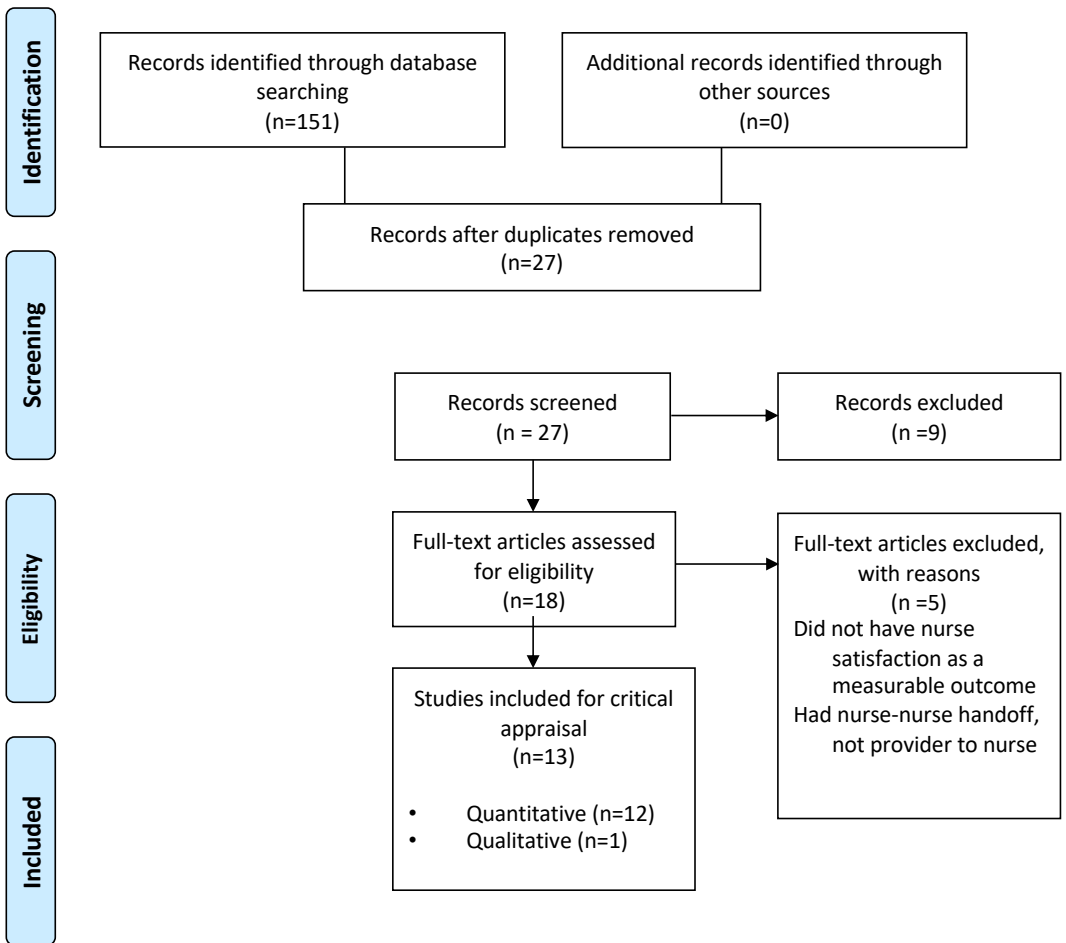 Identification
Records identified through database
searching
(n=151)
Additional records identified through
other sources
(n=0)
Records after duplicates removed
(n=27)
Screening
Records screened
(n = 27)
Records excluded
(n =9)
Eligibility
Full-text articles assessed
for eligibility
(n=18)
Full-text articles excluded,
with reasons
(n =5)
Did not have nurse
satisfaction as a
measurable outcome
Had nurse-nurse handoff,
not provider to nurse
Included
Studies included for critical
appraisal
(n=13)
• Quantitative (n=12)
• Qualitative (n=1)